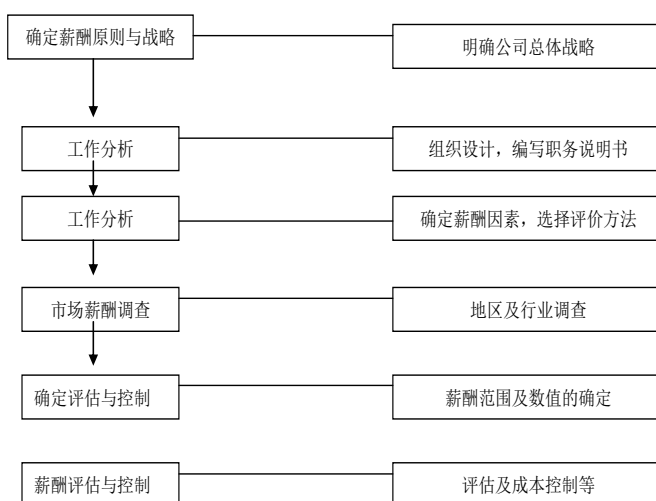 确定薪酬原则与战略
明确公司总体战略
工作分析
组织设计，编写职务说明书
工作分析
确定薪酬因素，选择评价方法
市场薪酬调查
地区及行业调查
确定评估与控制
薪酬范围及数值的确定
薪酬评估与控制
评估及成本控制等